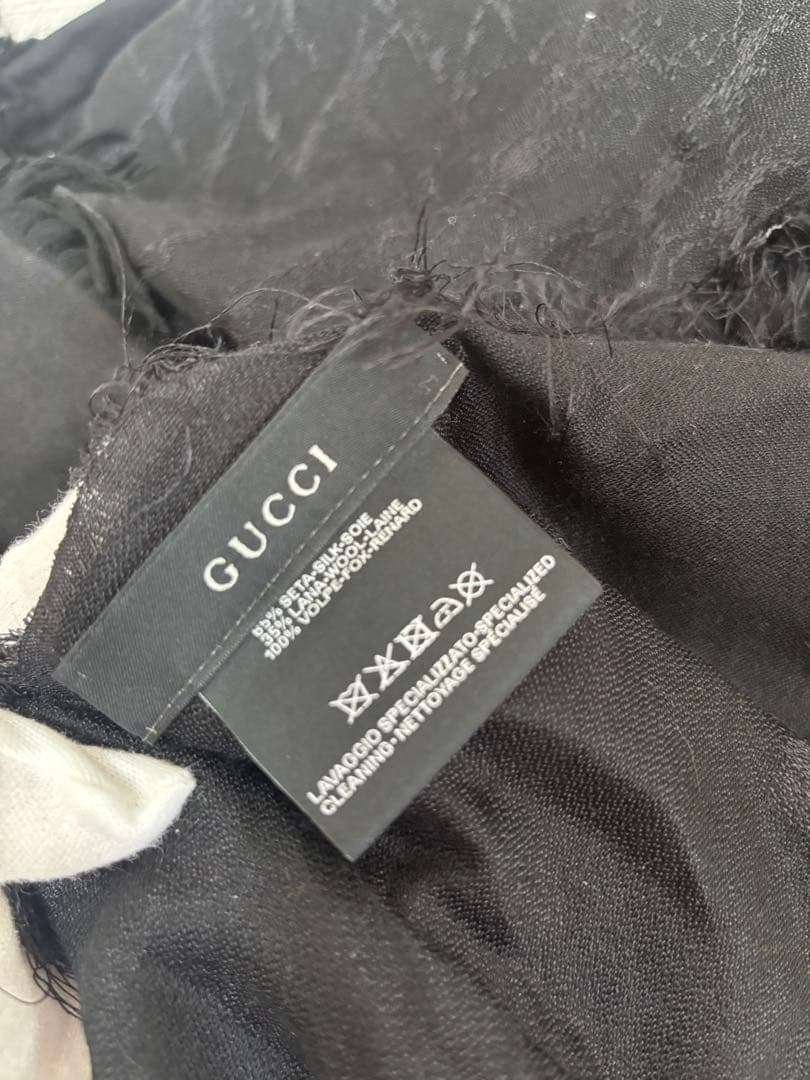 GUCCI
65% SETA-SILK-SOIE
35% LANA-WOOL-LAINE
100% VOLPE-FOX-RENARD
LAVAGGIO SPECIALIZZATO-SPECIALIZED
CLEANING-NETTOYAGE SPECIALISE